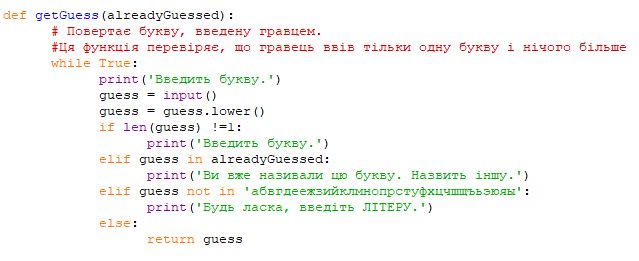 def getGuess(alreadyGuessed):
# Повертає букву, введену гравцем.
#Ця функція перевіряє, що гравець ввів тільки одну букву і нічого більше
while True:
print('Введить букву.')
guess = input()
guess = guess.lower()
if len(guess) !=1:
print('Введить букву.')
elif guess in alreadyGuessed:
print('Ви вже називали цю букву. Назвить іншу.')
elif guess not in 'абвгдеежзийклмнопрстуфхцчшшъьэюяы':
print('Будь ласка, введіть ЛІТЕРУ.')
else:
return guess